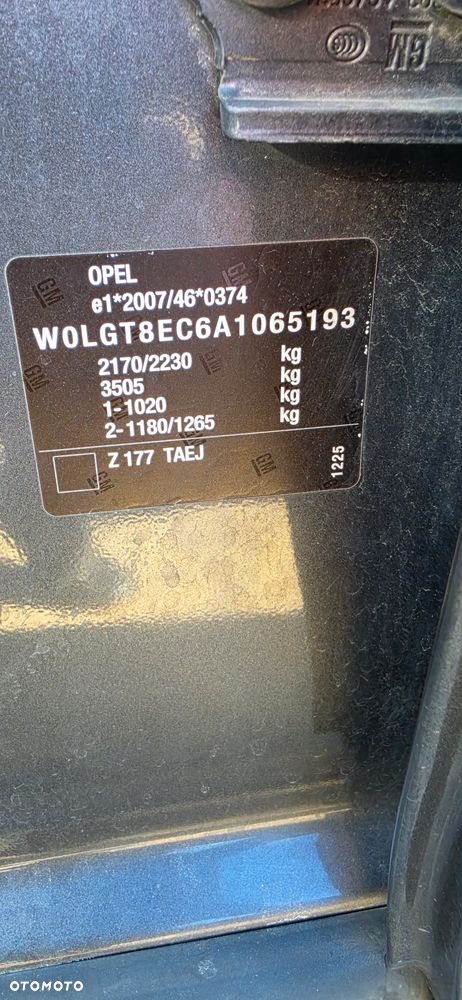 GM
OPEL
e1*2007/46*0374
W0LGT8EC6A1065193
2170/2230 kg
3505 kg
1-1020 kg
2-1180/1265 kg
Z 177 TAEJ
1225
OTOMOTO